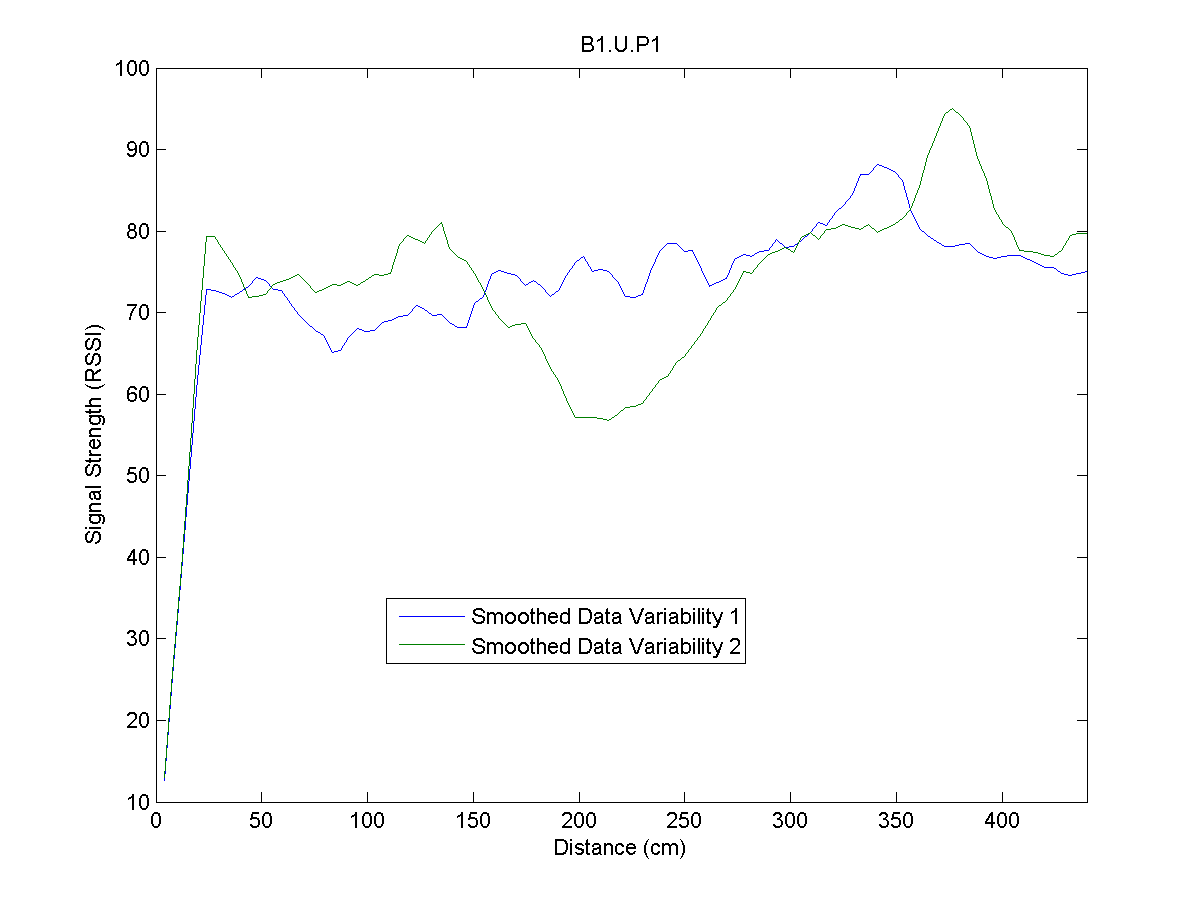 B1.U.P1
100
90
80
70
60
50
40
30
20
10
Signal Strength (RSSI)
Smoothed Data Variability 1
Smoothed Data Variability 2
0 50 100 150 200 250 300 350 400
Distance (cm)